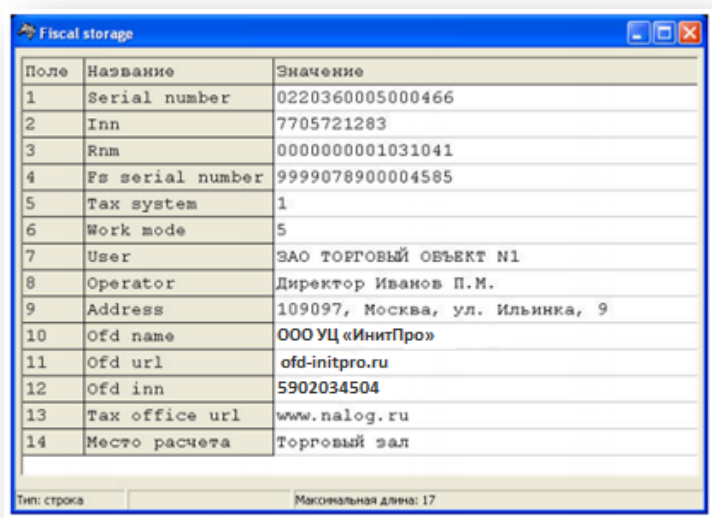 Fiscal storage
Поле Название Значение
1 Serial number 0220360005000466
2 Inn 7705721283
3 Rnm 0000000001031041
4 Fs serial number 9999078900004585
5 Tax system 1
6 Work mode 5
7 User ЗАО ТОРГОВЫЙ ОБЪЕКТ N1
8 Operator Директор Иванов П.М.
9 Address 109097, Москва, ул. Ильинка, 9
10 Ofd name ООО УЦ «ИнитПро»
11 Ofd url ofd-initpro.ru
12 Ofd inn 5902034504
13 Tax office url www.nalog.ru
14 Место расчета Торговый зал
Тип: строка Максимальная длина: 17